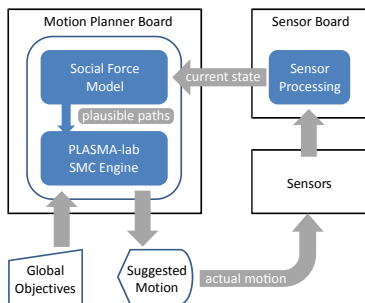 Motion Planner Board
Sensor Board
Social Force
Model
current state
Sensor
Processing
plausible paths
PLASMA-lab
SMC Engine
Sensors
Global
Objectives
Suggested
Motion
actual motion